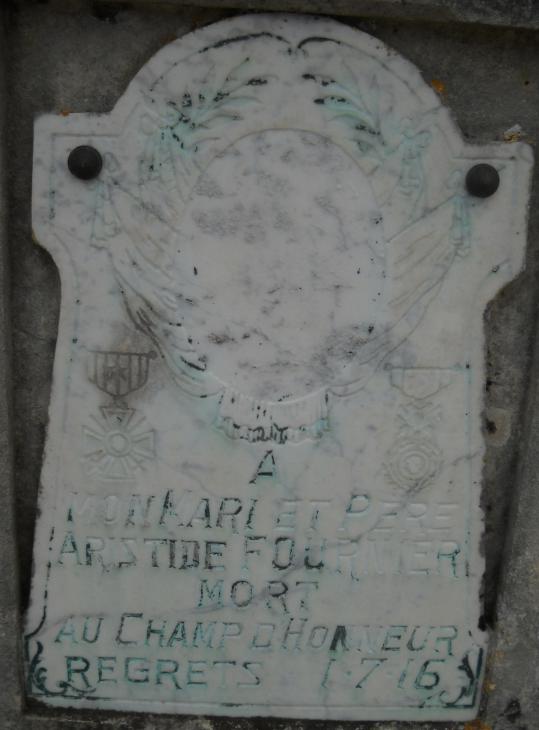 A
MON MARI ET PERE
ARISTIDE FOURNIER
MORT
AU CHAMP D'HONNEUR
REGRETS 1-7-16